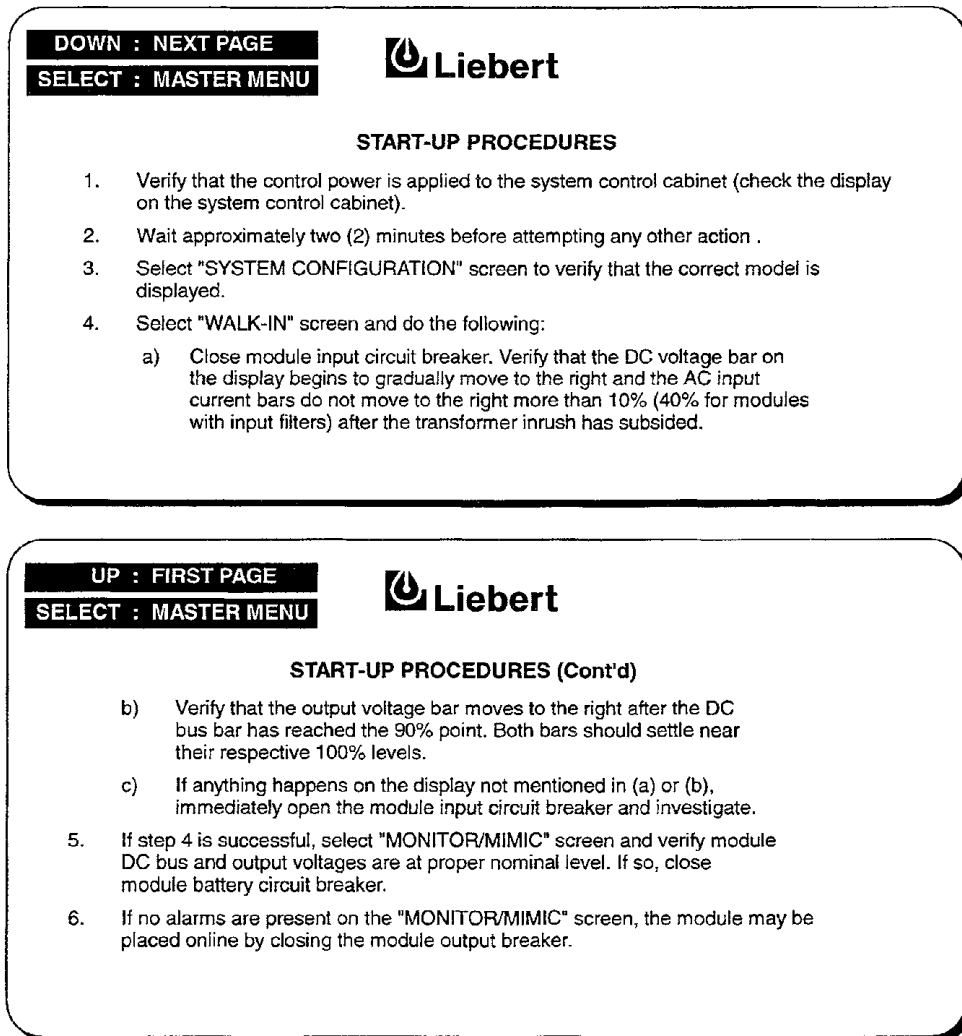 DOWN : NEXT PAGE
SELECT : MASTER MENU
Liebert
START-UP PROCEDURES
1. Verify that the control power is applied to the system control cabinet (check the display
on the system control cabinet).
2. Wait approximately two (2) minutes before attempting any other action .
3. Select "SYSTEM CONFIGURATION" screen to verify that the correct model is
displayed.
4. Select "WALK-IN" screen and do the following:
a) Close module input circuit breaker. Verify that the DC voltage bar on
the display begins to gradually move to the right and the AC input
current bars do not move to the right more than 10% (40% for modules
with input filters) after the transformer inrush has subsided.
UP : FIRST PAGE
SELECT : MASTER MENU
Liebert
START-UP PROCEDURES (Cont'd)
b) Verify that the output voltage bar moves to the right after the DC
bus bar has reached the 90% point. Both bars should settle near
their respective 100% levels.
c) If anything happens on the display not mentioned in (a) or (b),
immediately open the module input circuit breaker and investigate.
5. If step 4 is successful, select "MONITOR/MIMIC" screen and verify module
DC bus and output voltages are at proper nominal level. If so, close
module battery circuit breaker.
6. If no alarms are present on the "MONITOR/MIMIC" screen, the module may be
placed online by closing the module output breaker.